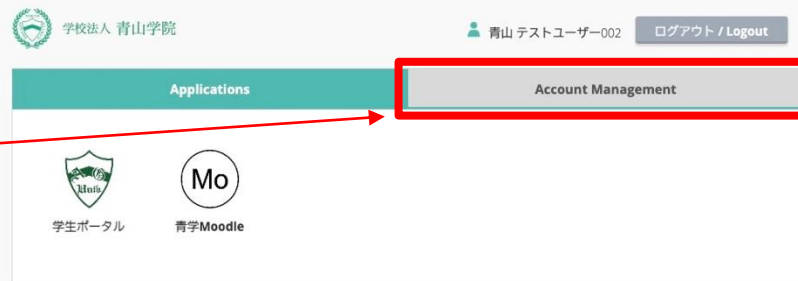 学校法人 青山学院
青山 テストユーザー002
ログアウト / Logout
Applications
Account Management
Mo
学生ポータル
青学Moodle